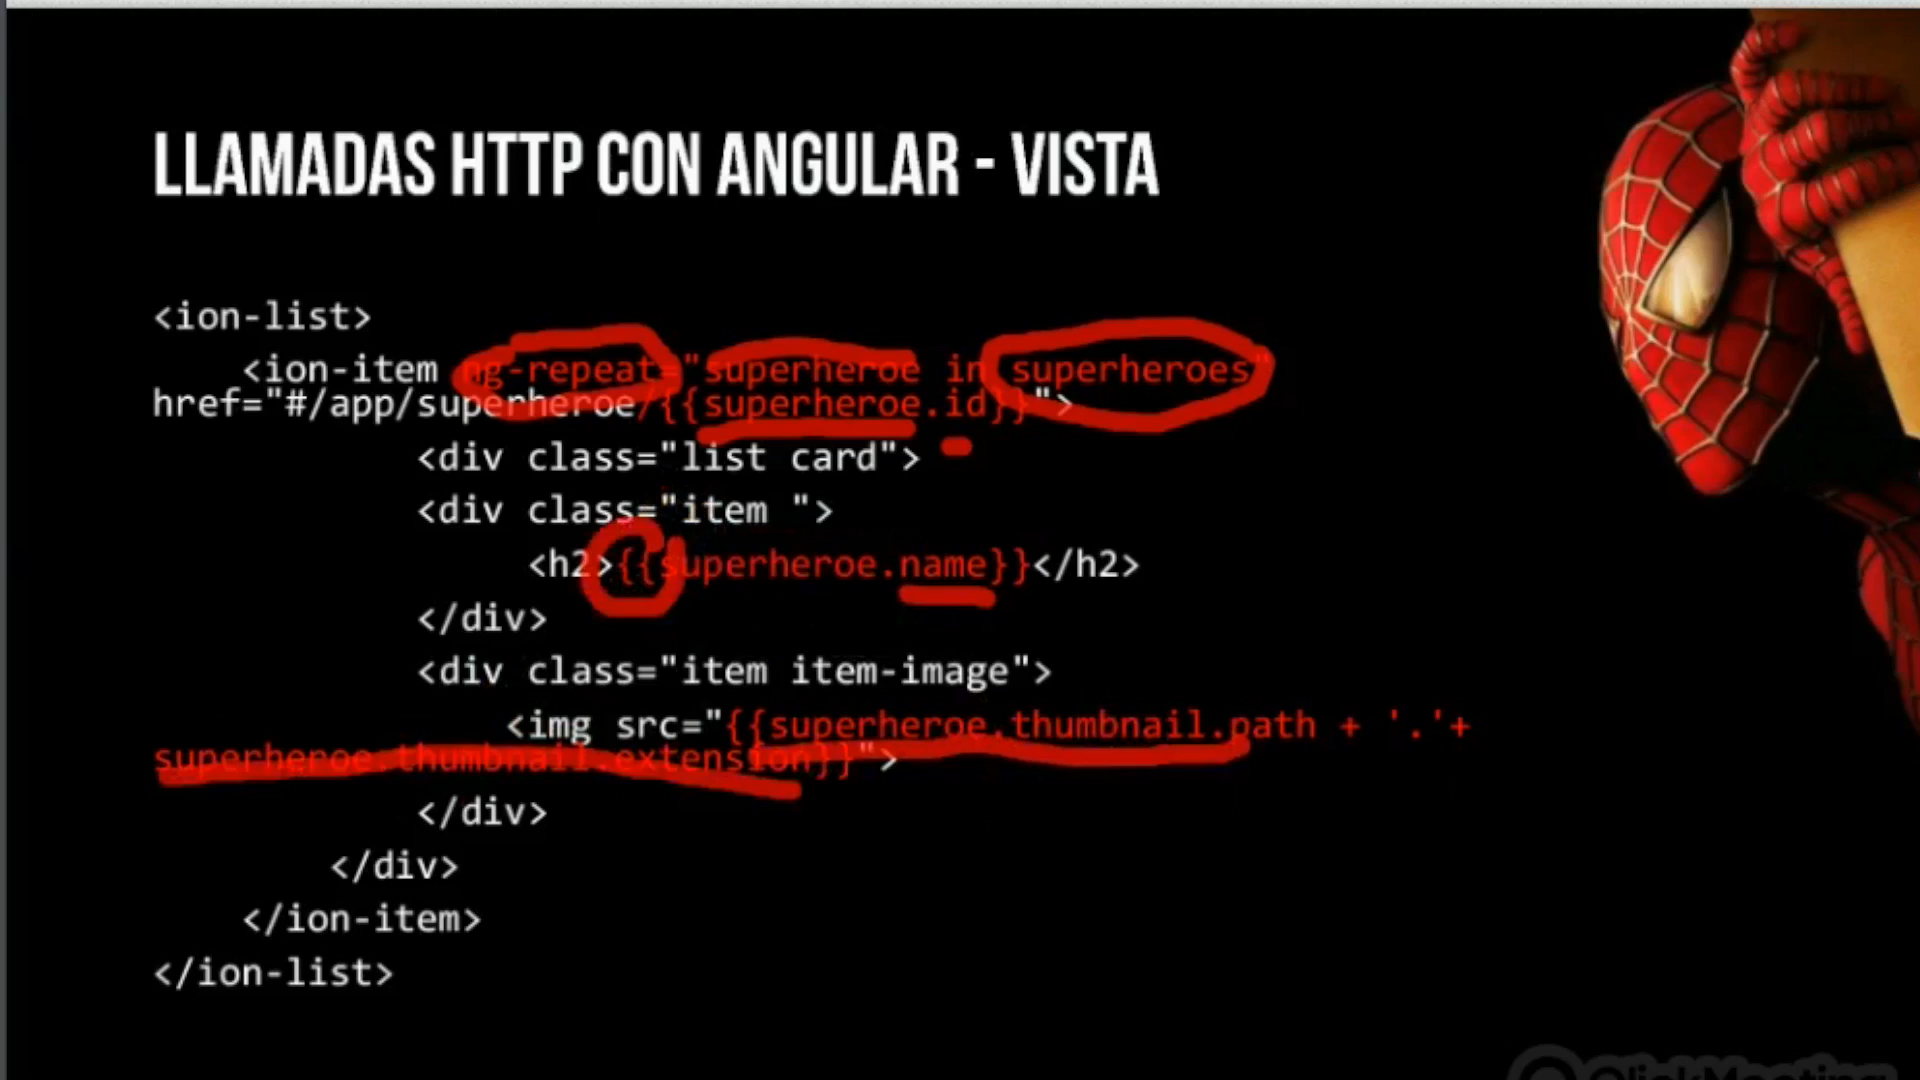 LLAMADAS HTTP CON ANGULAR - VISTA
<ion-list>
<ion-item ng-repeat="superheroe in superheroes"
href="#/app/superheroe/{{superheroe.id}}">
<div class="list card">
<div class="item ">
<h2>{{superheroe.name}}</h2>
</div>
<div class="item item-image">
<img src="{{superheroe.thumbnail.path + '.'+
superheroe.thumbnail.extension}}">
</div>
</div>
</ion-item>
</ion-list>
ClickMeeting